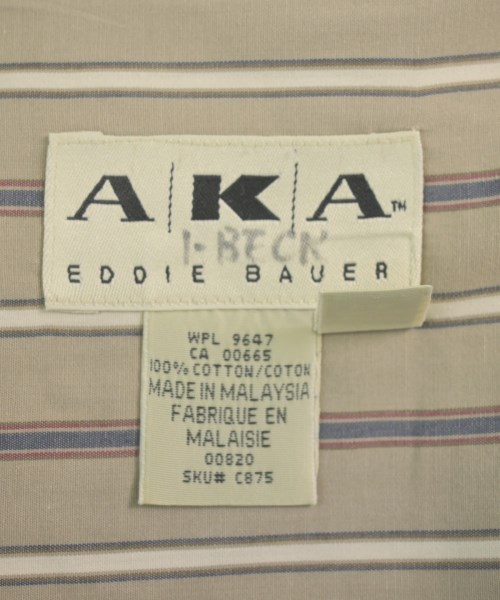 A K A ™
I-BECK
EDDIE BAUER
WPL 9647
CA 00665
100% COTTON/COTON
MADE IN MALAYSIA
FABRIQUE EN
MALAISIE
00820
SKU# C875